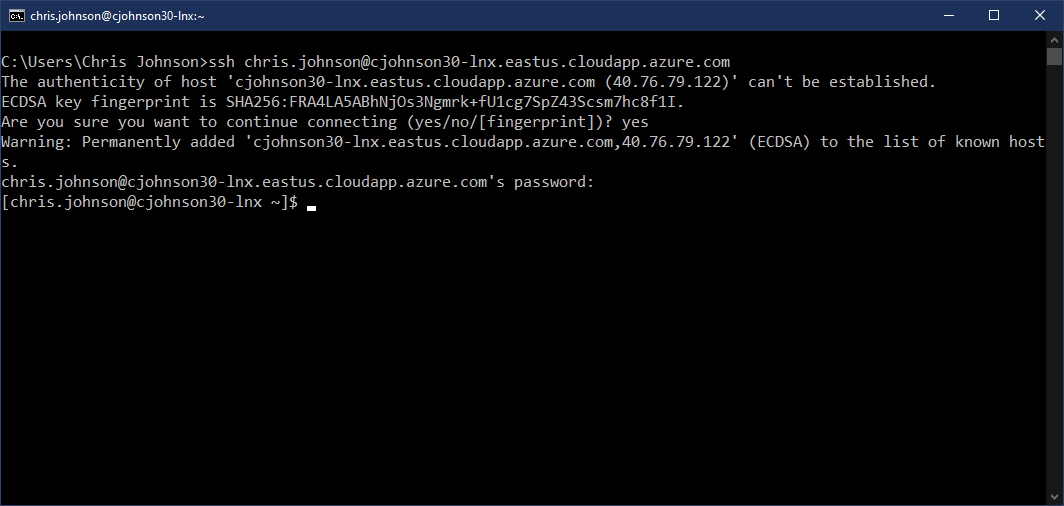 chris.johnson@cjohnson30-lnx:~
C:\Users\Chris Johnson>ssh chris.johnson@cjohnson30-lnx.eastus.cloudapp.azure.com
The authenticity of host 'cjohnson30-lnx.eastus.cloudapp.azure.com (40.76.79.122)' can't be established.
ECDSA key fingerprint is SHA256:FRA4LA5ABhNjOs3Ngmrk+fU1cg7SpZ43Scsm7hc8f1I.
Are you sure you want to continue connecting (yes/no/[fingerprint])? yes
Warning: Permanently added 'cjohnson30-lnx.eastus.cloudapp.azure.com,40.76.79.122' (ECDSA) to the list of known host
s.
chris.johnson@cjohnson30-lnx.eastus.cloudapp.azure.com's password:
[chris.johnson@cjohnson30-lnx ~]$